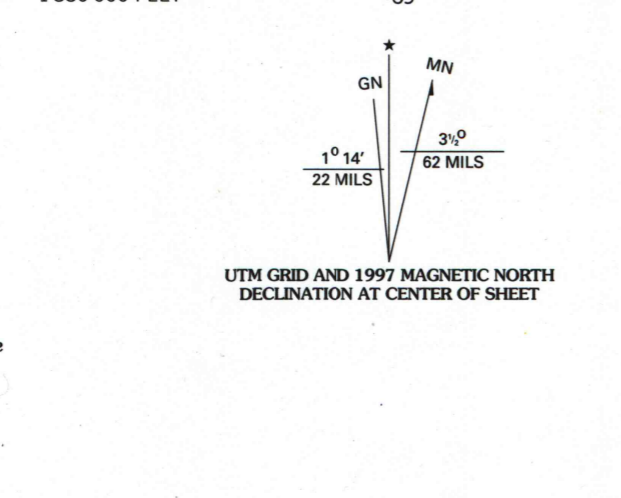 ★
GN
MN
1° 14'
22 MILS
3½°
62 MILS
UTM GRID AND 1997 MAGNETIC NORTH
DECLINATION AT CENTER OF SHEET